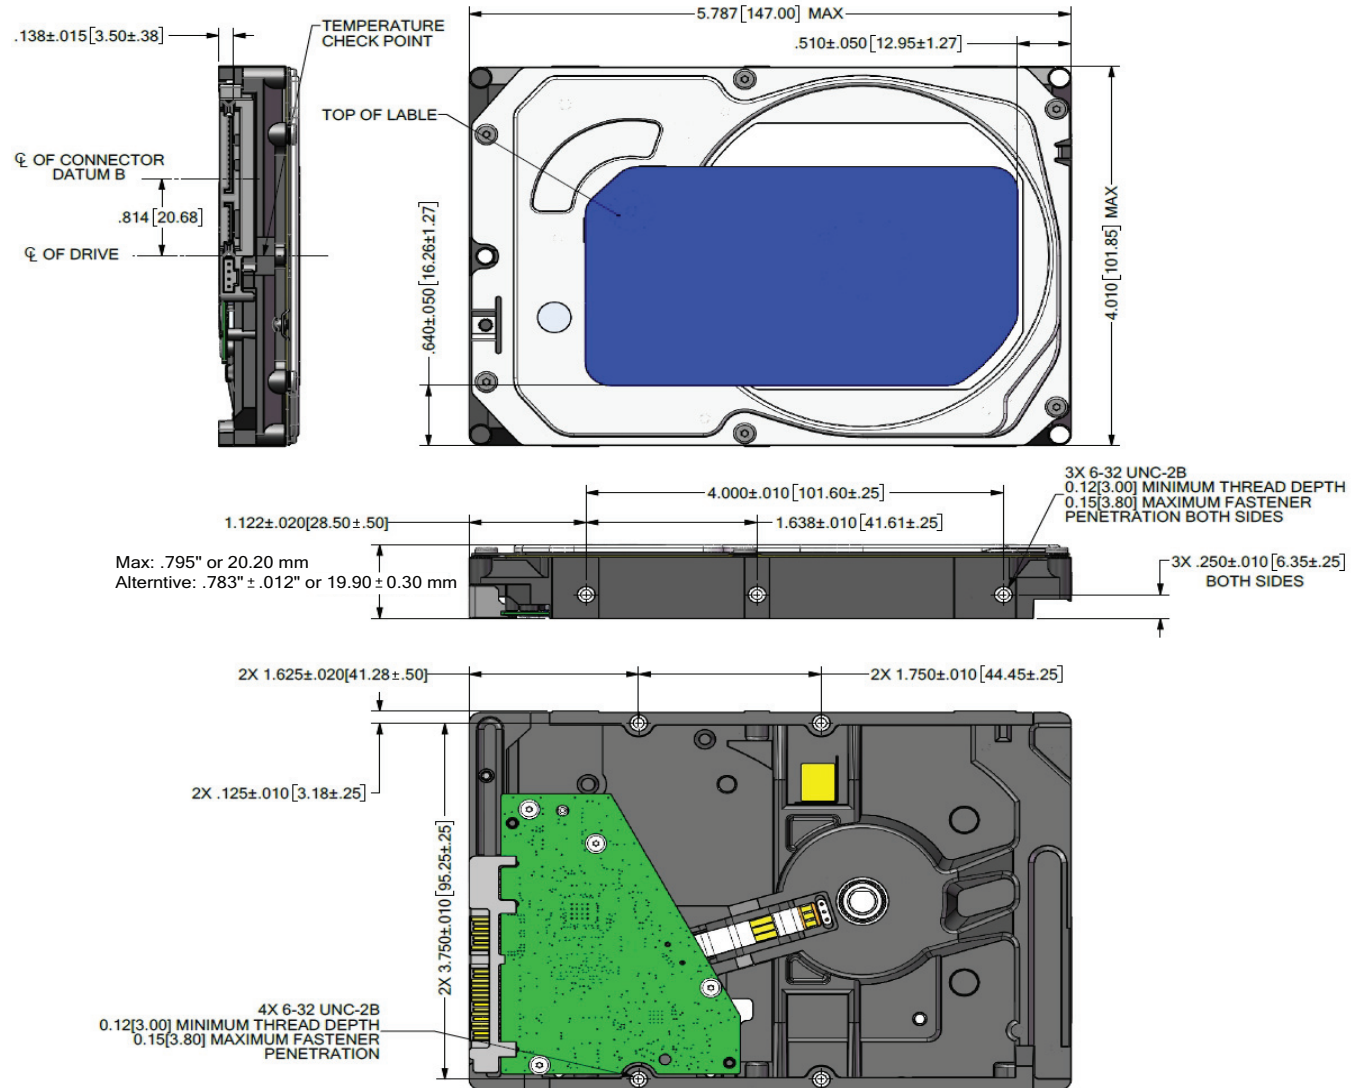 5.787[147.00] MAX
.138±.015[3.50±.38]
TEMPERATURE
CHECK POINT
.510±.050[12.95±1.27]
TOP OF LABLE
℄ OF CONNECTOR
DATUM B
.814[20.68]
℄ OF DRIVE
.640±.050[16.26±1.27]
4.010[101.85] MAX
3X 6-32 UNC-2B
0.12[3.00] MINIMUM THREAD DEPTH
0.15[3.80] MAXIMUM FASTENER
PENETRATION BOTH SIDES
4.000±.010[101.60±.25]
1.122±.020[28.50±.50]
1.638±.010[41.61±.25]
Max: .795" or 20.20 mm
Alterntive: .783" ± .012" or 19.90 ± 0.30 mm
3X .250±.010[6.35±.25]
BOTH SIDES
2X 1.625±.020[41.28±.50]
2X 1.750±.010[44.45±.25]
2X .125±.010[3.18±.25]
2X 3.750±.010[95.25±.25]
4X 6-32 UNC-2B
0.12[3.00] MINIMUM THREAD DEPTH
0.15[3.80] MAXIMUM FASTENER
PENETRATION